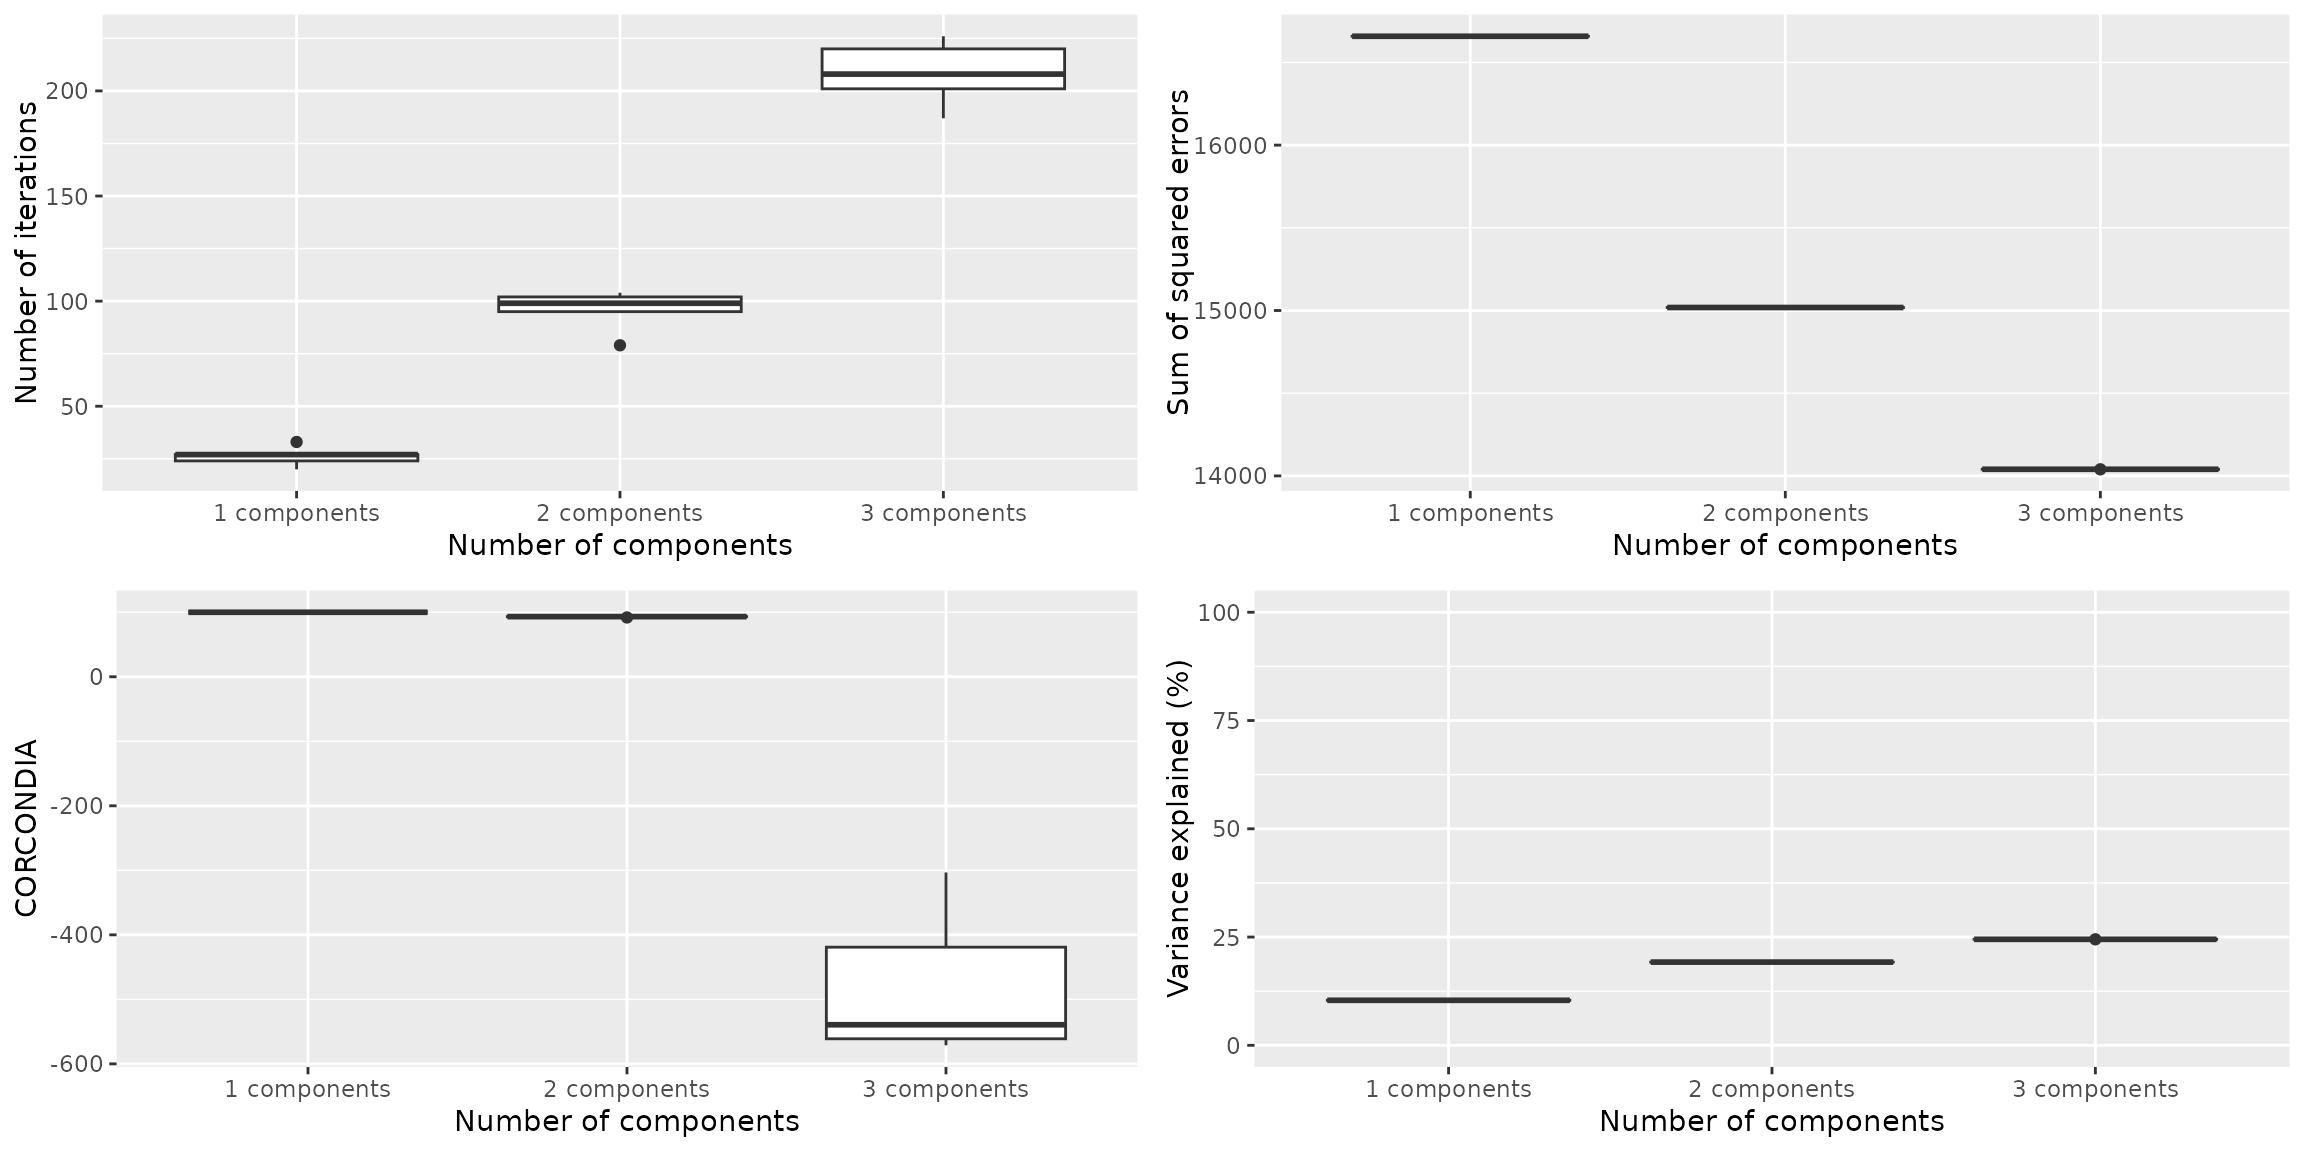 Number of iterations
200
150
100
50
1 components 2 components 3 components
Number of components
Sum of squared errors
16000
15000
14000
1 components 2 components 3 components
Number of components
CORCONDIA
0
-200
-400
-600
1 components 2 components 3 components
Number of components
Variance explained (%)
100
75
50
25
0
1 components 2 components 3 components
Number of components